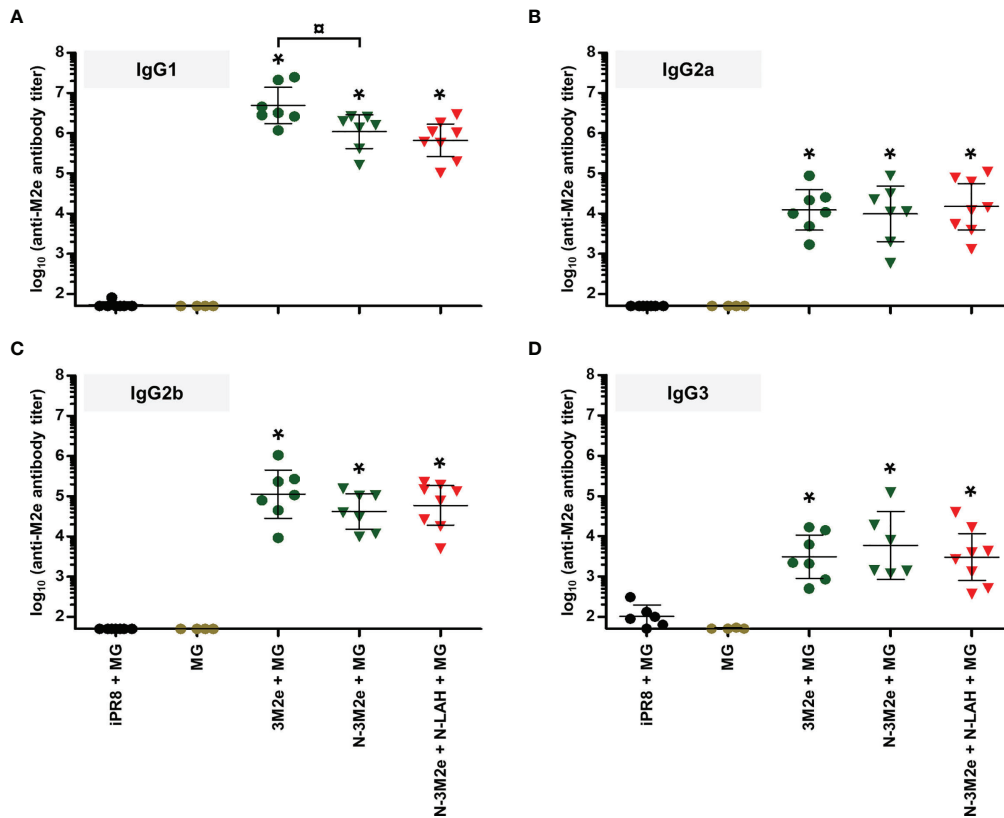 A
¤
8
7
6
5
4
3
2
log10 (anti-M2e antibody titer)
IgG1
*
*
*
B
8
7
6
5
4
3
2
log10 (anti-M2e antibody titer)
IgG2a
*
*
*
C
8
7
6
5
4
3
2
log10 (anti-M2e antibody titer)
IgG2b
*
*
*
iPR8 + MG
MG
3M2e + MG
N-3M2e + MG
N-3M2e + N-LAH + MG
D
8
7
6
5
4
3
2
log10 (anti-M2e antibody titer)
IgG3
*
*
*
iPR8 + MG
MG
3M2e + MG
N-3M2e + MG
N-3M2e + N-LAH + MG